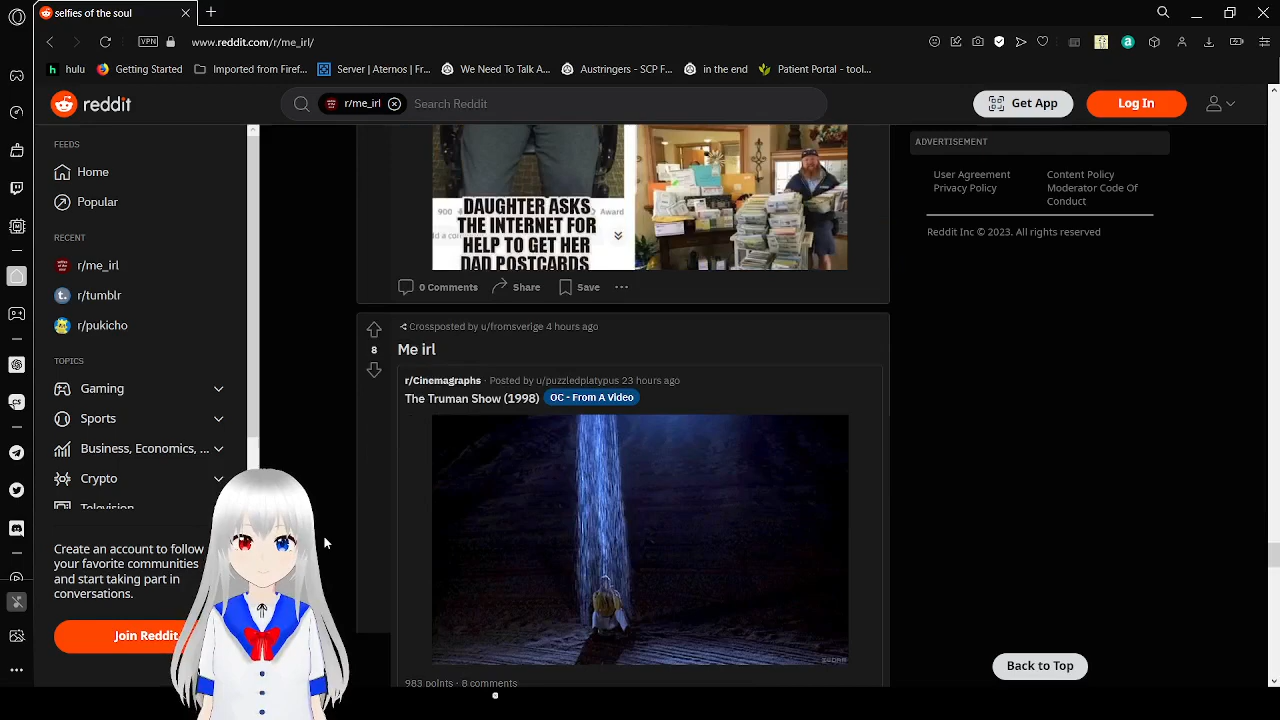 selfies of the soul
VPN
www.reddit.com/r/me_irl/
hulu
Getting Started
Imported from Firef...
Server | Aternos | Fr...
We Need To Talk A...
Austringers - SCP F...
in the end
Patient Portal - tool...
reddit
r/me_irl
Search Reddit
Get App
Log In
FEEDS
Home
Popular
RECENT
r/me_irl
r/tumblr
r/pukicho
TOPICS
Gaming
Sports
Business, Economics, ...
Crypto
Television
Create an account to follow
your favorite communities
and start taking part in
conversations.
Join Reddit
900
Award
DAUGHTER ASKS
THE INTERNET FOR
HELP TO GET HER
DAD POSTCARDS
0 Comments
Share
Save
8
Crossposted by u/fromsverige 4 hours ago
Me irl
r/Cinemagraphs · Posted by u/puzzledplatypus 23 hours ago
The Truman Show (1998)
OC - From A Video
983 points · 8 comments
ADVERTISEMENT
User Agreement
Privacy Policy
Content Policy
Moderator Code Of
Conduct
Reddit Inc © 2023. All rights reserved
Back to Top